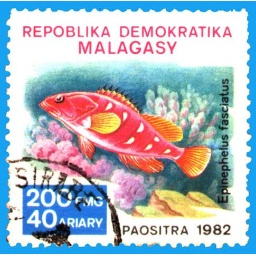 REPOBLIKA DEMOKRATIKA
MALAGASY
Epinephelus fasciatus
200 FMG
40 ARIARY
PAOSITRA 1982